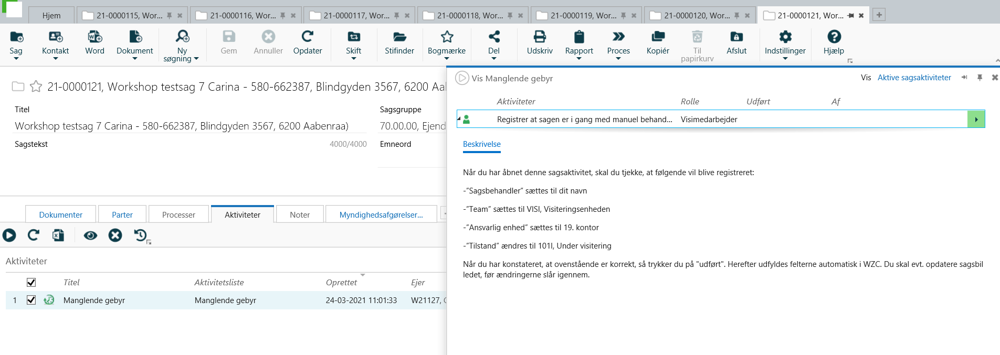 Hjem
21-0000115, Wor...
21-0000116, Wor...
21-0000117, Wor...
21-0000118, Wor...
21-0000119, Wor...
21-0000120, Wor...
21-0000121, Wor...
Sag
Kontakt
Word
Dokument
Ny
søgning
Gem
Annuller
Opdater
Skift
Stifinder
Bogmærke
Del
Udskriv
Rapport
Proces
Kopiér
Til
papirkurv
Afslut
Indstillinger
Hjælp
21-0000121, Workshop testsag 7 Carina - 580-662387, Blindgyden 3567, 6200 Aa
Titel
Workshop testsag 7 Carina - 580-662387, Blindgyden 3567, 6200 Aabenraa)
Sagsgruppe
70.00.00, Ejend
Sagstekst
4000/4000
Emneord
Dokumenter
Parter
Processer
Aktiviteter
Noter
Myndighedsafgørelser...
Aktiviteter
Titel
Aktivitetsliste
Oprettet
Ejer
1
Manglende gebyr
Manglende gebyr
24-03-2021 11:01:33
W21127,
Vis Manglende gebyr
Vis
Aktive sagsaktiviteter
Aktiviteter
Rolle
Udført
Af
Registrer at sagen er i gang med manuel behand...
Visimedarbejder
Beskrivelse
Når du har åbnet denne sagsaktivitet, skal du tjekke, at følgende vil blive registreret:
-"Sagsbehandler" sættes til dit navn
-"Team" sættes til VISI, Visiteringsenheden
-"Ansvarlig enhed" sættes til 19. kontor
-"Tilstand" ændres til 101I, Under visitering
Når du har konstateret, at ovenstående er korrekt, så trykker du på "udført". Herefter udfyldes felterne automatisk i WZC. Du skal evt. opdatere sagsbil
ledet, før ændringerne slår igennem.